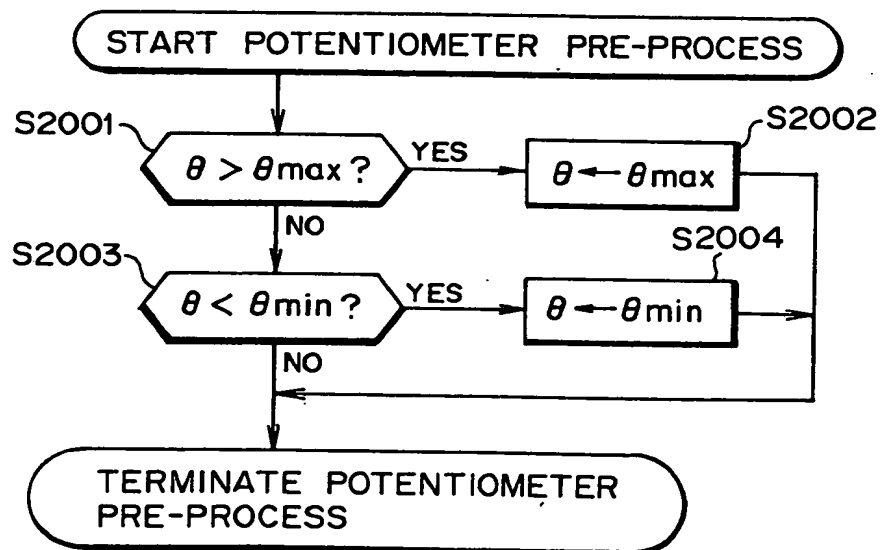 START POTENTIOMETER PRE-PROCESS
S2001
θ > θmax?
YES
S2002
θ ← θmax
NO
S2003
θ < θmin?
YES
S2004
θ ← θmin
NO
TERMINATE POTENTIOMETER
PRE-PROCESS